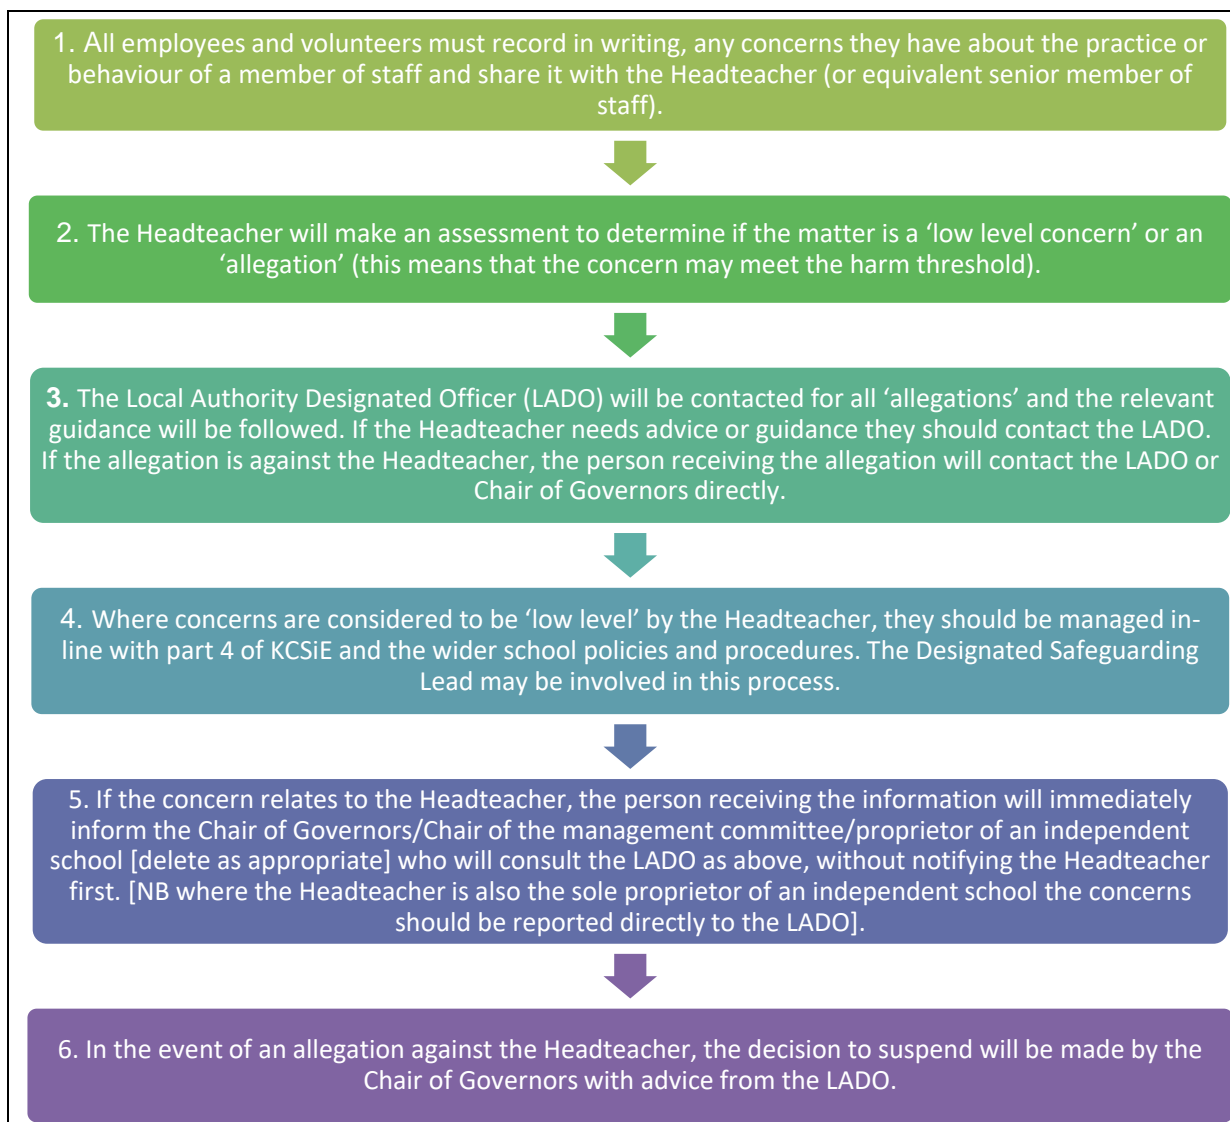 1. All employees and volunteers must record in writing, any concerns they have about the practice or
behaviour of a member of staff and share it with the Headteacher (or equivalent senior member of
staff).
2. The Headteacher will make an assessment to determine if the matter is a ‘low level concern’ or an
‘allegation’ (this means that the concern may meet the harm threshold).
3. The Local Authority Designated Officer (LADO) will be contacted for all ‘allegations’ and the relevant
guidance will be followed. If the Headteacher needs advice or guidance they should contact the LADO.
If the allegation is against the Headteacher, the person receiving the allegation will contact the LADO or
Chair of Governors directly.
4. Where concerns are considered to be ‘low level’ by the Headteacher, they should be managed in-
line with part 4 of KCSiE and the wider school policies and procedures. The Designated Safeguarding
Lead may be involved in this process.
5. If the concern relates to the Headteacher, the person receiving the information will immediately
inform the Chair of Governors/Chair of the management committee/proprietor of an independent
school [delete as appropriate] who will consult the LADO as above, without notifying the Headteacher
first. [NB where the Headteacher is also the sole proprietor of an independent school the concerns
should be reported directly to the LADO].
6. In the event of an allegation against the Headteacher, the decision to suspend will be made by the
Chair of Governors with advice from the LADO.